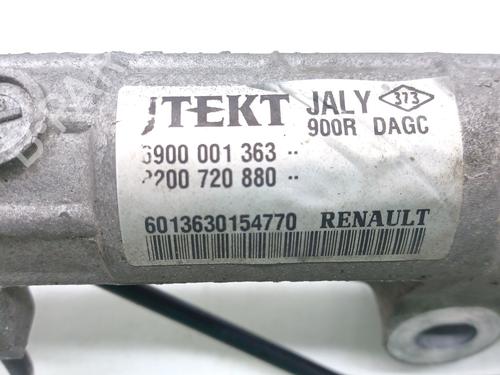 JTEKT JALY 373
900R DAGC
6900 001 363 --
8200 720 880 --
6013630154770 RENAULT